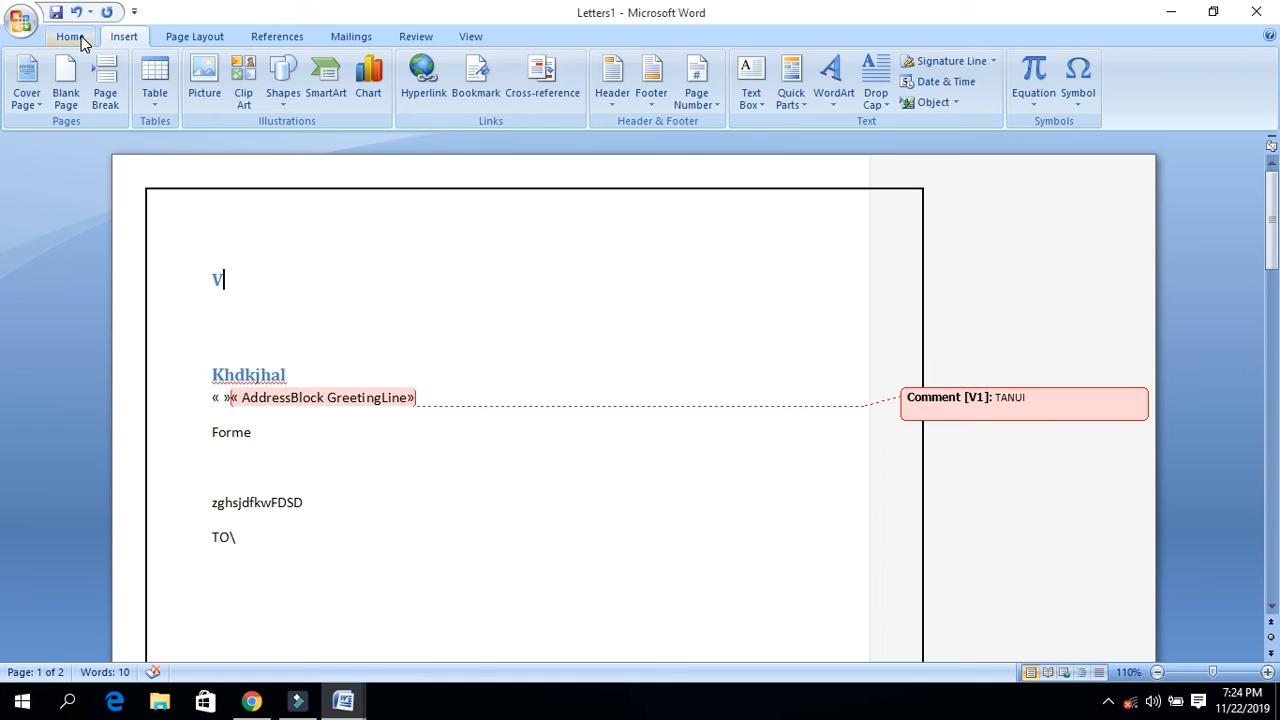 Letters1 - Microsoft Word
Home Insert Page Layout References Mailings Review View
Cover Page Blank Page Page Break Table Picture Clip Art Shapes SmartArt Chart Hyperlink Bookmark Cross-reference Header Footer Page Number Text Box Quick Parts WordArt Drop Cap Signature Line Date & Time Object Equation Symbol
Pages Tables Illustrations Links Header & Footer Text Symbols
V
Khdkjhal
« »« AddressBlock GreetingLine»
Comment [V1]: TANUI
Forme
zghsjdfkwFDSD
TO\
Page: 1 of 2 Words: 10 110%
7:24 PM
11/22/2019